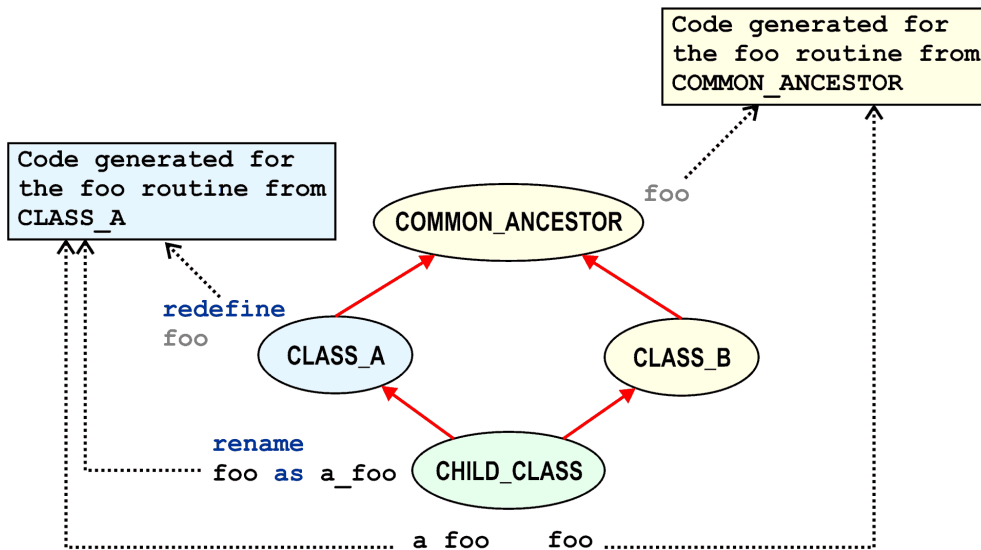 Code generated for
the foo routine from
COMMON_ANCESTOR
Code generated for
the foo routine from
CLASS_A
foo
COMMON_ANCESTOR
redefine
foo
CLASS_A
CLASS_B
rename
foo as a_foo
CHILD_CLASS
a foo
foo